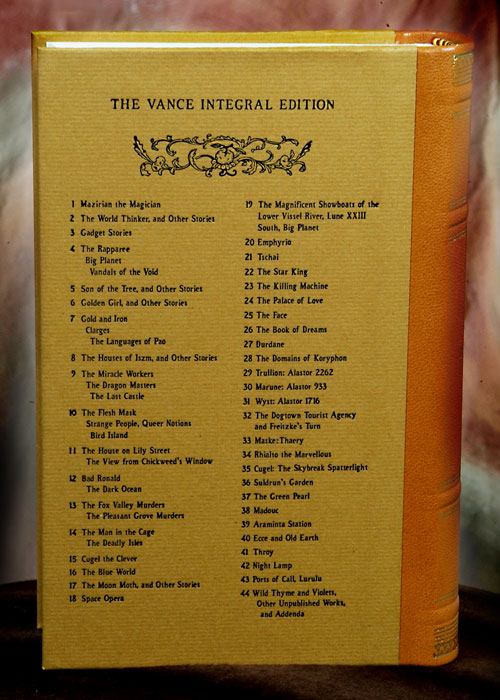 THE VANCE INTEGRAL EDITION
1 Mazirian the Magician
2 The World Thinker, and Other Stories
3 Gadget Stories
4 The Rapparee
Big Planet
Vandals of the Void
5 Son of the Tree, and Other Stories
6 Golden Girl, and Other Stories
7 Gold and Iron
Clarges
The Languages of Pao
8 The Houses of Iszm, and Other Stories
9 The Miracle Workers
The Dragon Masters
The Last Castle
10 The Flesh Mask
Strange People, Queer Notions
Bird Island
11 The House on Lily Street
The View from Chickweed's Window
12 Bad Ronald
The Dark Ocean
13 The Fox Valley Murders
The Pleasant Grove Murders
14 The Man in the Cage
The Deadly Isles
15 Cugel the Clever
16 The Blue World
17 The Moon Moth, and Other Stories
18 Space Opera
19 The Magnificent Showboats of the
Lower Vissel River, Lune XXIII
South, Big Planet
20 Emphyrio
21 Tschai
22 The Star King
23 The Killing Machine
24 The Palace of Love
25 The Face
26 The Book of Dreams
27 Durdane
28 The Domains of Koryphon
29 Trullion: Alastor 2262
30 Marune: Alastor 933
31 Wyst: Alastor 1716
32 The Dogtown Tourist Agency
and Freitzke's Turn
33 Maske: Thaery
34 Rhialto the Marvellous
35 Cugel: The Skybreak Spatterlight
36 Suldrun's Garden
37 The Green Pearl
38 Madouc
39 Araminta Station
40 Ecce and Old Earth
41 Throy
42 Night Lamp
43 Ports of Call, Lurulu
44 Wild Thyme and Violets,
Other Unpublished Works,
and Addenda